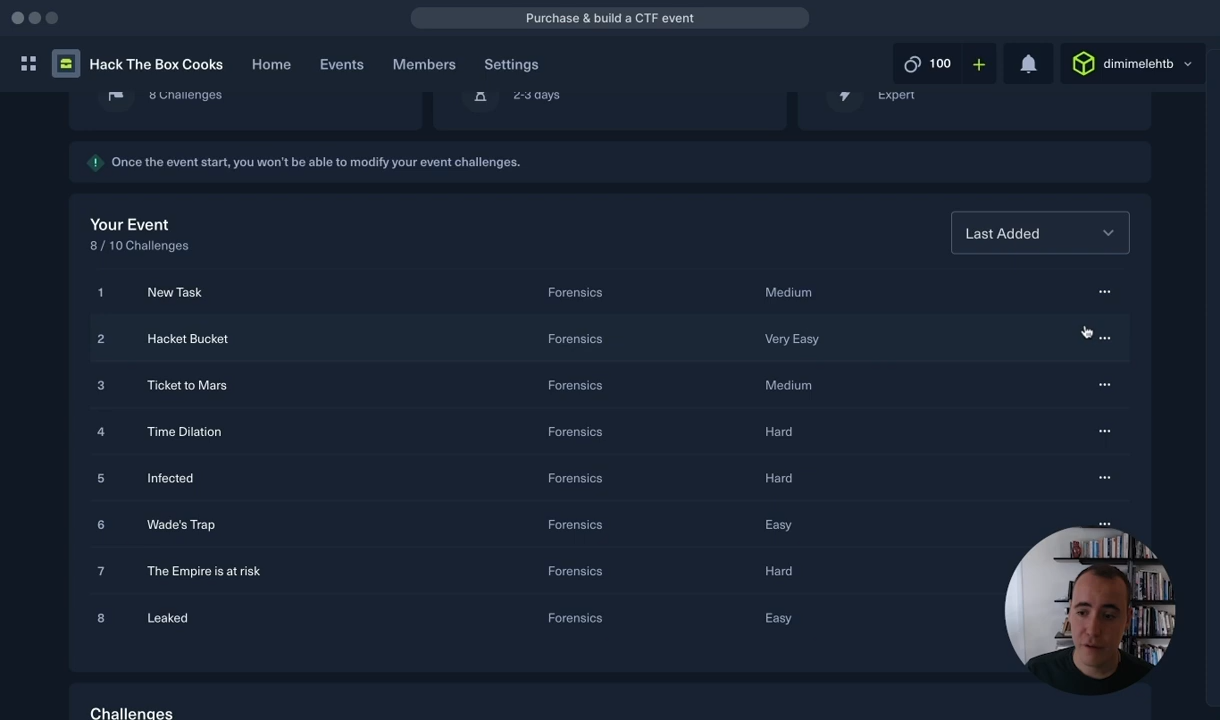 Purchase & build a CTF event
Hack The Box Cooks Home Events Members Settings 100 + dimimelehtb
8 Challenges 2-3 days Expert
! Once the event start, you won't be able to modify your event challenges.
Your Event
8 / 10 Challenges
Last Added
1 New Task Forensics Medium ...
2 Hacket Bucket Forensics Very Easy ...
3 Ticket to Mars Forensics Medium ...
4 Time Dilation Forensics Hard ...
5 Infected Forensics Hard ...
6 Wade's Trap Forensics Easy ...
7 The Empire is at risk Forensics Hard
8 Leaked Forensics Easy
Challenges